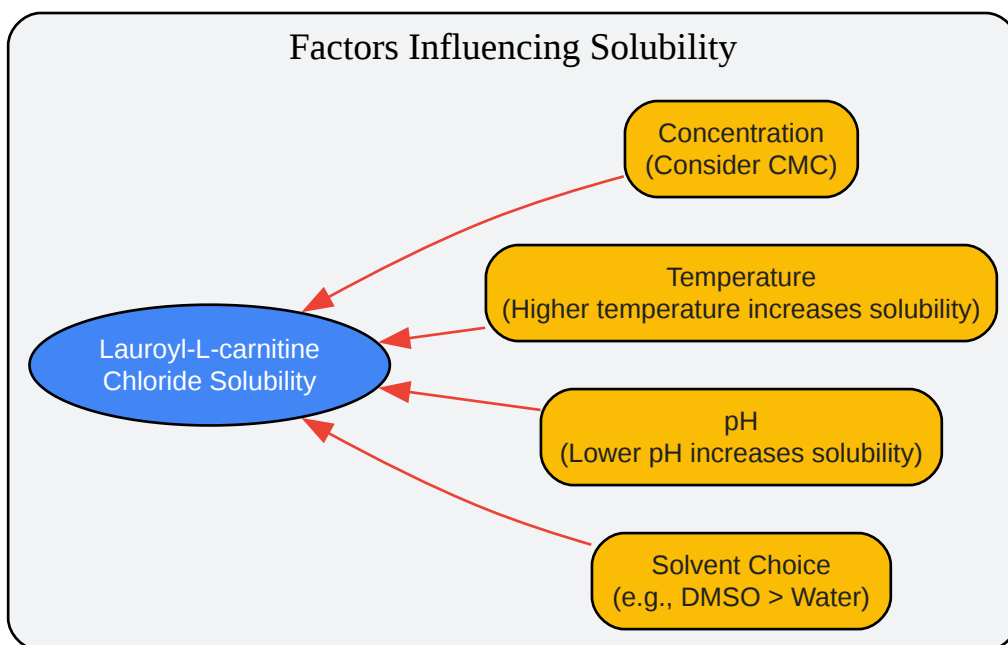 Factors Influencing Solubility
Concentration
(Consider CMC)
Temperature
(Higher temperature increases solubility)
Lauroyl-L-carnitine
Chloride Solubility
pH
(Lower pH increases solubility)
Solvent Choice
(e.g., DMSO > Water)